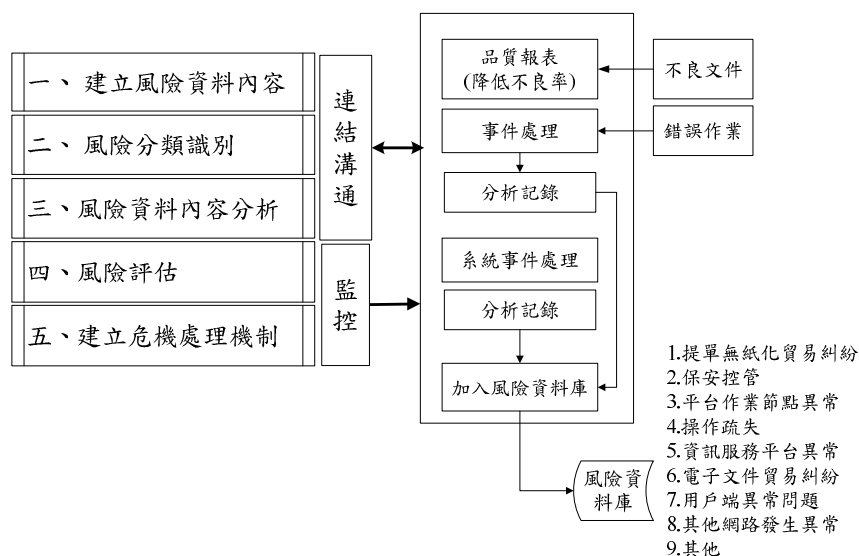 一、 建立風險資料內容
二、 風險分類識別
三、風險資料內容分析
四、風險評估
五、建立危機處理機制
連結溝通
監控
品質報表
(降低不良率)
事件處理
分析記錄
系統事件處理
分析記錄
加入風險資料庫
不良文件
錯誤作業
風險資
料庫
1.提單無紙化貿易糾紛
2.保安控管
3.平台作業節點異常
4.操作疏失
5.資訊服務平台異常
6.電子文件貿易糾紛
7.用戶端異常問題
8.其他網路發生異常
9.其他